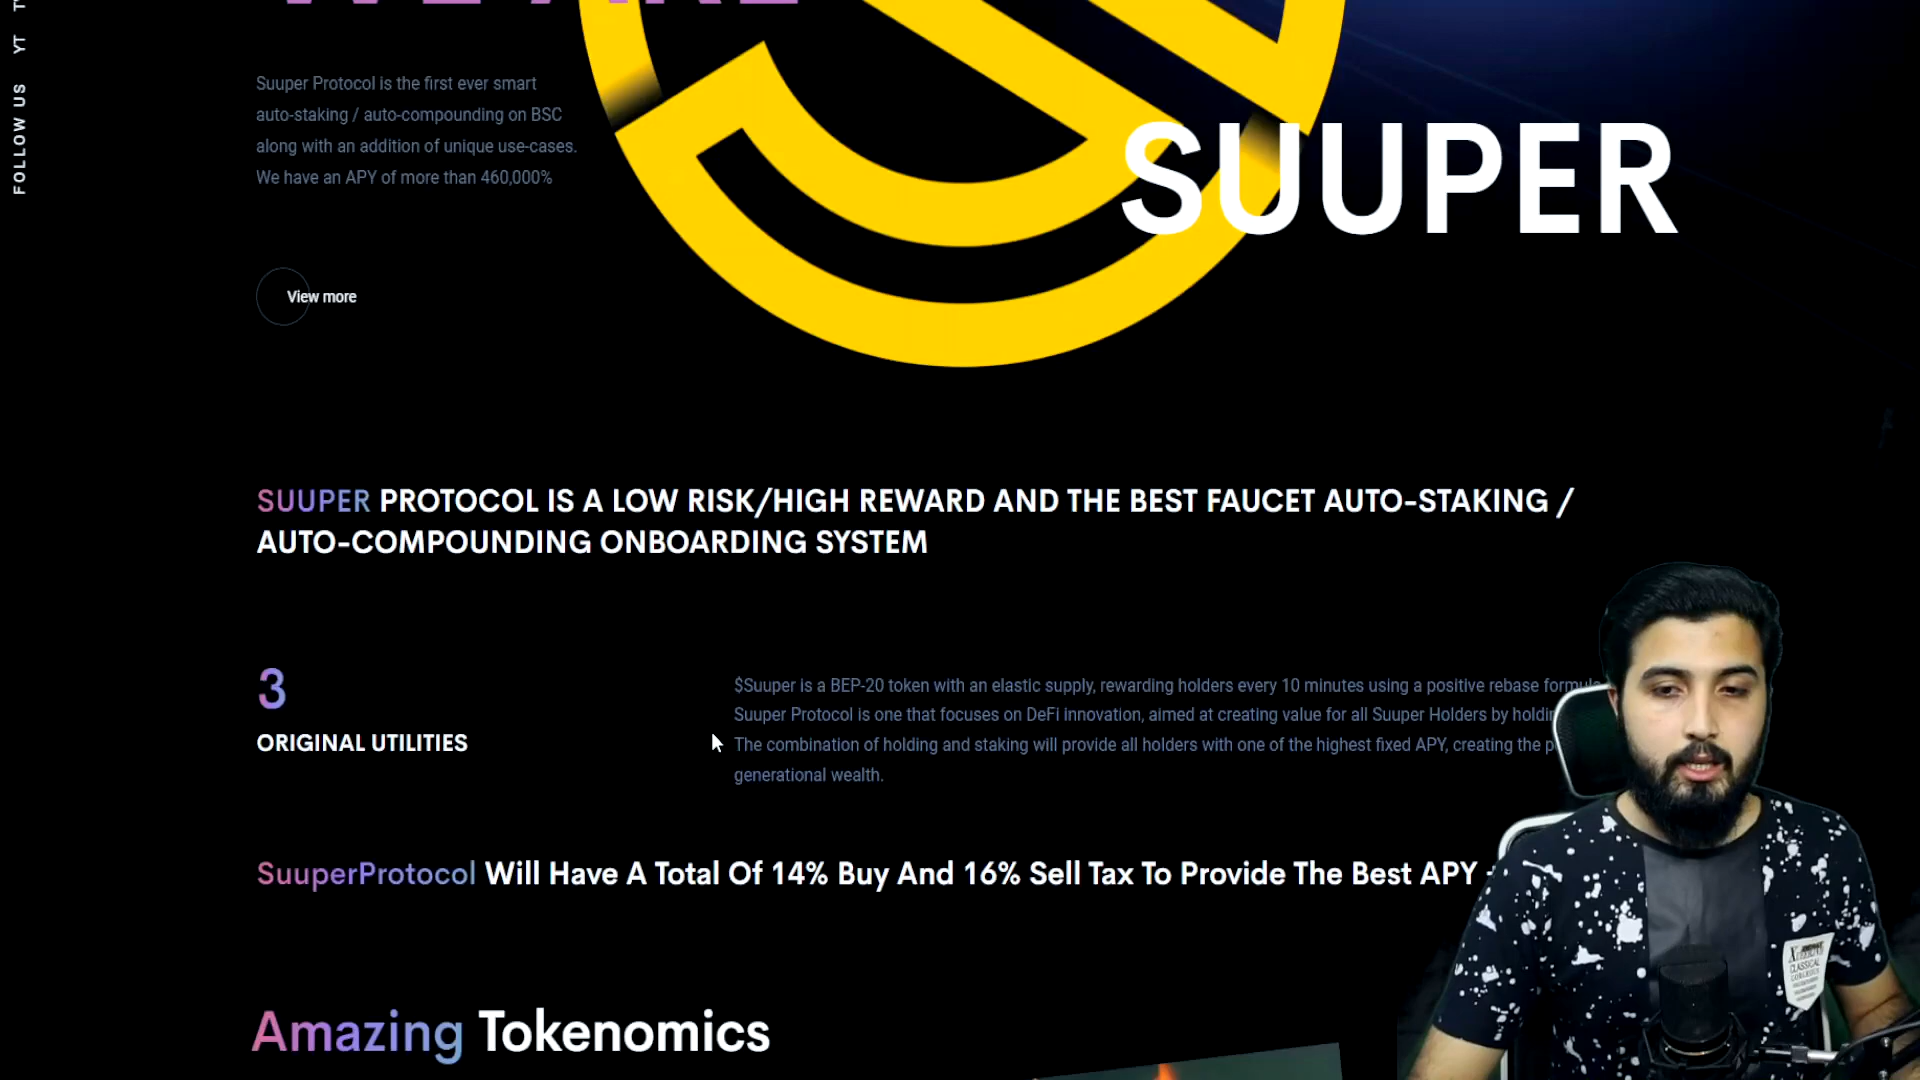 FOLLOW US YT
Suuper Protocol is the first ever smart
auto-staking / auto-compounding on BSC
along with an addition of unique use-cases.
We have an APY of more than 460,000%
SUUPER
View more
SUUPER PROTOCOL IS A LOW RISK/HIGH REWARD AND THE BEST FAUCET AUTO-STAKING /
AUTO-COMPOUNDING ONBOARDING SYSTEM
3
ORIGINAL UTILITIES
$Suuper is a BEP-20 token with an elastic supply, rewarding holders every 10 minutes using a positive rebase formula
Suuper Protocol is one that focuses on DeFi innovation, aimed at creating value for all Suuper Holders by
The combination of holding and staking will provide all holders with one of the highest fixed APY, creating the
generational wealth.
SuuperProtocol Will Have A Total Of 14% Buy And 16% Sell Tax To Provide The Best APY
Amazing Tokenomics
CLASSICAL